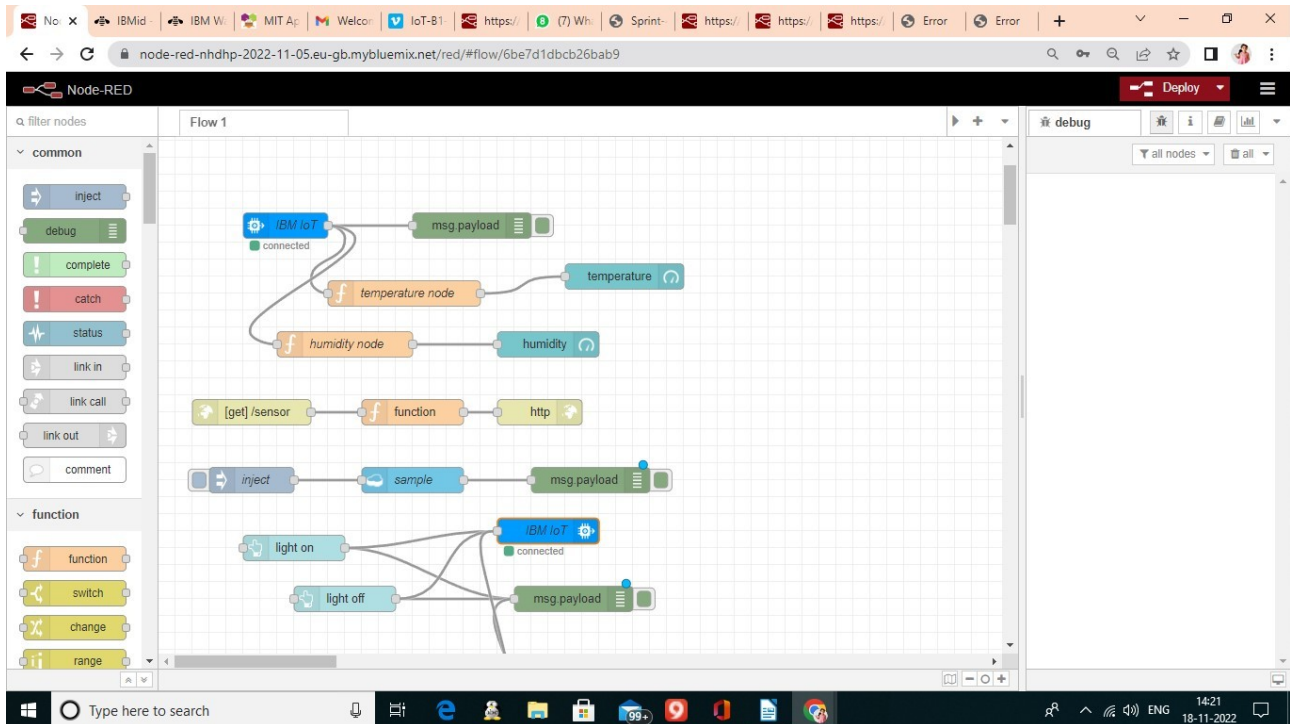 No
IBMid -
IBM W
MIT Ap
Welcon
IoT-B1-
https:/
(7) Wh
Sprint-
https:/
https:/
https:/
Error
Error
node-red-nhdhp-2022-11-05.eu-gb.mybluemix.net/red/#flow/6be7d1dbcb26bab9
Node-RED
Deploy
filter nodes
Flow 1
debug
i
all nodes
all
common
inject
debug
complete
catch
status
link in
link call
link out
comment
function
function
switch
change
range
IBM IoT
connected
msg.payload
temperature node
temperature
humidity node
humidity
[get] /sensor
function
http
inject
sample
msg.payload
light on
IBM IoT
connected
light off
msg.payload
Type here to search
99+
ENG
14:21
18-11-2022